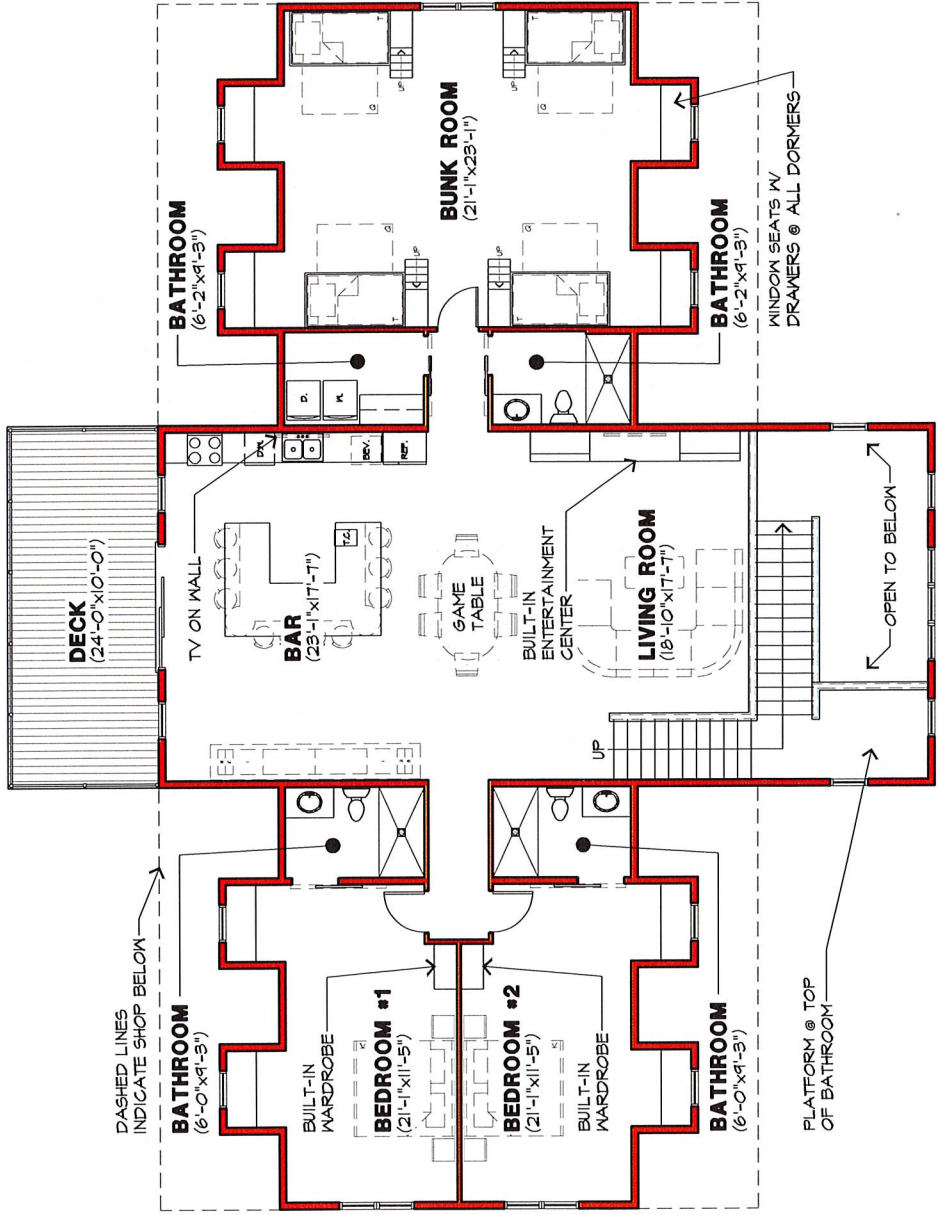 DASHED LINES
INDICATE SHOP BELOW
BATHROOM
(6'-0"x9'-3")
BUILT-IN
WARDROBE
BEDROOM #1
(21'-1"x11'-5")
K
BEDROOM #2
(21'-1"x11'-5")
K
BUILT-IN
WARDROBE
BATHROOM
(6'-0"x9'-3")
PLATFORM @ TOP
OF BATHROOM
DECK
(24'-0"x10'-0")
TV ON WALL
BAR
(23'-1"x17'-7")
T.C.
D.W.
BEV.
REF.
GAME
TABLE
BUILT-IN
ENTERTAINMENT
CENTER
LIVING ROOM
(18'-10"x17'-7")
UP
OPEN TO BELOW
BATHROOM
(6'-2"x9'-3")
D.
W.
BUNK ROOM
(21'-1"x23'-1")
T
Q
UP
T
Q
UP
T
Q
UP
T
Q
UP
BATHROOM
(6'-2"x9'-3")
WINDOW SEATS W/
DRAWERS @ ALL DORMERS